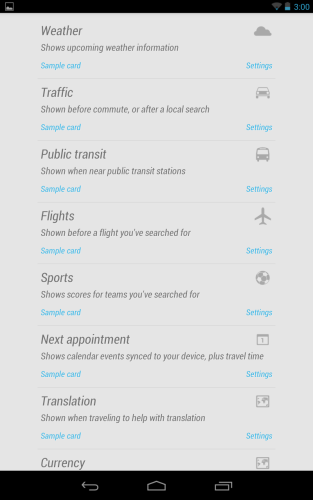 3:00
Weather
Shows upcoming weather information
Sample card Settings
Traffic
Shown before commute, or after a local search
Sample card Settings
Public transit
Shown when near public transit stations
Sample card Settings
Flights
Shown before a flight you've searched for
Sample card Settings
Sports
Shows scores for teams you've searched for
Sample card Settings
Next appointment
1
Shows calendar events synced to your device, plus travel time
Sample card Settings
Translation
Shown when traveling to help with translation
Sample card Settings
Currency